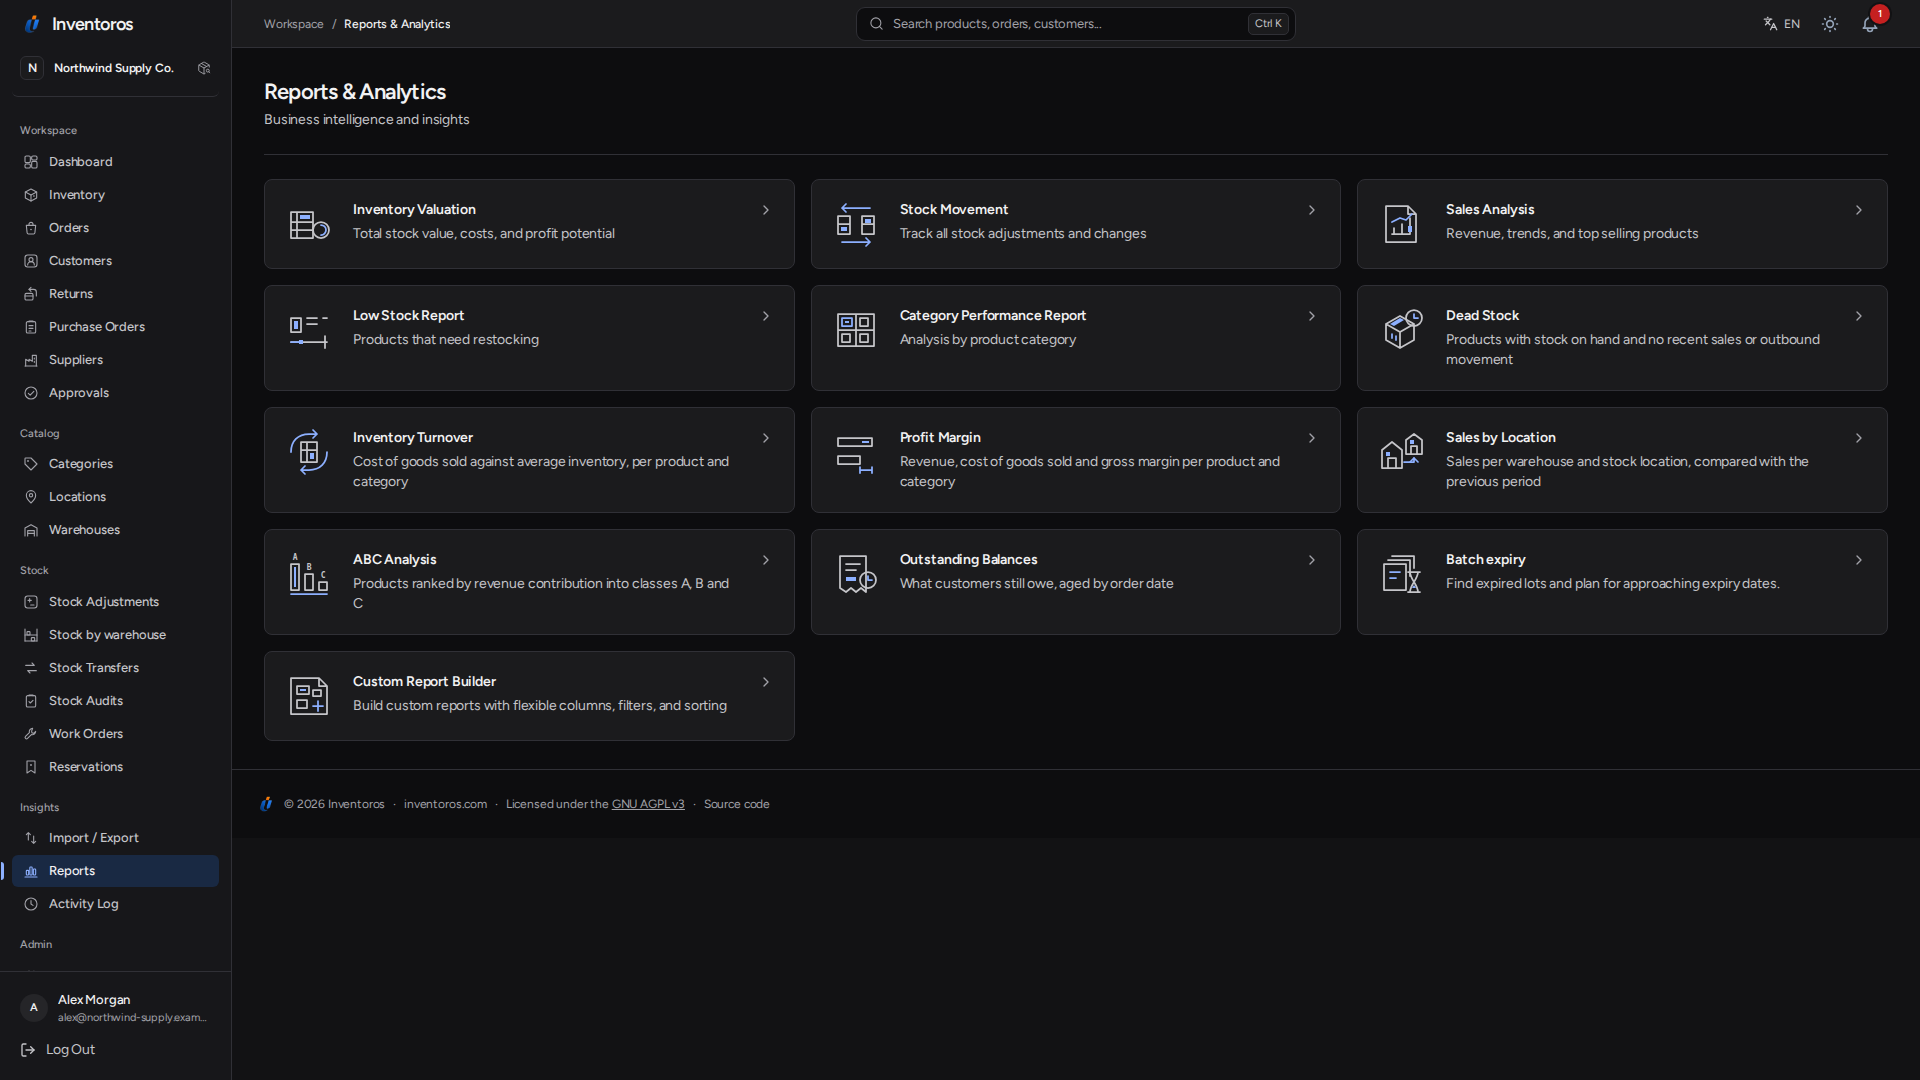 Inventoros
N Northwind Supply Co.
Workspace
Dashboard
Inventory
Orders
Customers
Returns
Purchase Orders
Suppliers
Approvals
Catalog
Categories
Locations
Warehouses
Stock
Stock Adjustments
Stock by warehouse
Stock Transfers
Stock Audits
Work Orders
Reservations
Insights
Import / Export
Reports
Activity Log
Admin
A Alex Morgan
alex@northwind-supply.exam...
Log Out
Workspace / Reports & Analytics
Search products, orders, customers... Ctrl K
EN
1
Reports & Analytics
Business intelligence and insights
Inventory Valuation
Total stock value, costs, and profit potential
Stock Movement
Track all stock adjustments and changes
Sales Analysis
Revenue, trends, and top selling products
Low Stock Report
Products that need restocking
Category Performance Report
Analysis by product category
Dead Stock
Products with stock on hand and no recent sales or outbound
movement
Inventory Turnover
Cost of goods sold against average inventory, per product and
category
Profit Margin
Revenue, cost of goods sold and gross margin per product and
category
Sales by Location
Sales per warehouse and stock location, compared with the
previous period
A B C
ABC Analysis
Products ranked by revenue contribution into classes A, B and
C
Outstanding Balances
What customers still owe, aged by order date
Batch expiry
Find expired lots and plan for approaching expiry dates.
Custom Report Builder
Build custom reports with flexible columns, filters, and sorting
© 2026 Inventoros · inventoros.com · Licensed under the GNU AGPL v3 · Source code